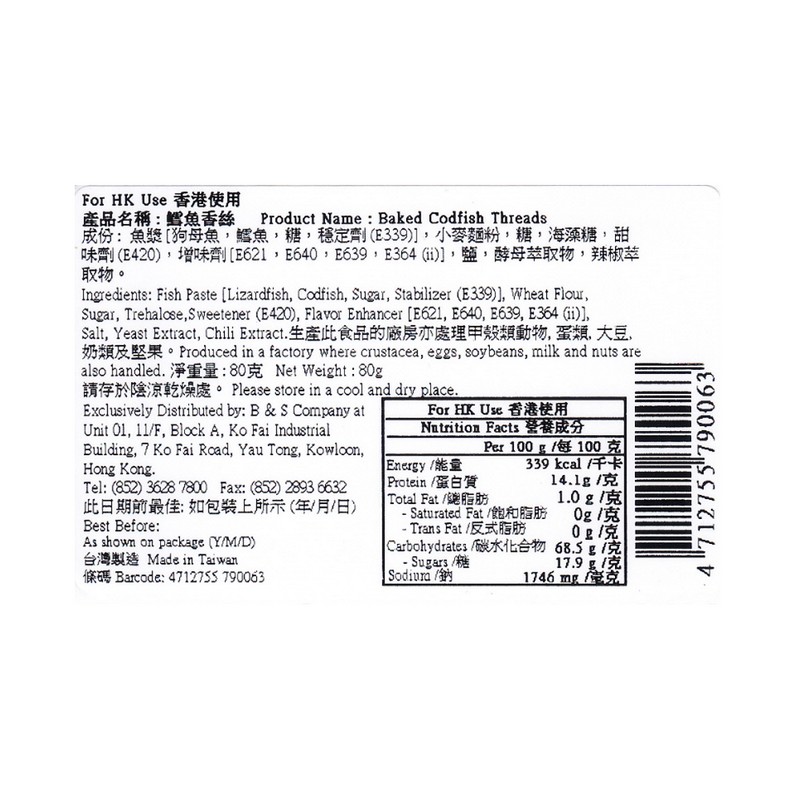 For HK Use 香港使用
產品名稱：鱈魚香絲 Product Name : Baked Codfish Threads
成份：魚漿 [狗母魚，鱈魚，糖，穩定劑 (E339)]，小麥麵粉，糖，海藻糖，甜
味劑 (E420)，增味劑 [E621，E640，E639，E364 (ii)]，鹽，酵母萃取物，辣椒萃
取物。
Ingredients: Fish Paste [Lizardfish, Codfish, Sugar, Stabilizer (E339)], Wheat Flour,
Sugar, Trehalose,Sweetener (E420), Flavor Enhancer [E621, E640, E639, E364 (ii)],
Salt, Yeast Extract, Chili Extract.生產此食品的廠房亦處理甲殼類動物, 蛋類, 大豆,
奶類及堅果。Produced in a factory where crustacea, eggs, soybeans, milk and nuts are
also handled. 淨重量 : 80克 Net Weight : 80g
請存於陰涼乾燥處。 Please store in a cool and dry place.
Exclusively Distributed by: B & S Company at
Unit 01, 11/F, Block A, Ko Fai Industrial
Building, 7 Ko Fai Road, Yau Tong, Kowloon,
Hong Kong.
Tel: (852) 3628 7800 Fax: (852) 2893 6632
此日期前最佳: 如包裝上所示 (年/月/日)
Best Before:
As shown on package (Y/M/D)
台灣製造 Made in Taiwan
條碼 Barcode: 4712755 790063
For HK Use 香港使用
Nutrition Facts 營養成分
Per 100 g /每 100 克
Energy /能量 339 kcal /千卡
Protein /蛋白質 14.1g /克
Total Fat /總脂肪 1.0 g /克
- Saturated Fat /飽和脂肪 0g /克
- Trans Fat /反式脂肪 0 g /克
Carbohydrates /碳水化合物 68.5 g /克
- Sugars /糖 17.9 g /克
Sodium /鈉 1746 mg /毫克
4 712755 790063